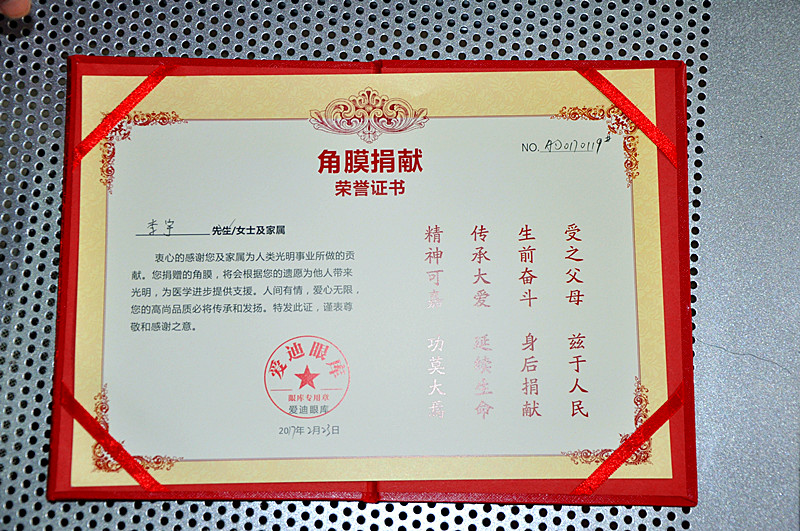 角膜捐献
荣誉证书
NO. AD0170119#
李宇 先生/女士及家属
衷心的感谢您及家属为人类光明事业所做的贡
献。您捐赠的角膜，将会根据您的遗愿为他人带来
光明，为医学进步提供支援。人间有情，爱心无限，
您的高尚品质必将传承和发扬。特发此证，谨表尊
敬和感谢之意。
受之父母 兹于人民
生前奋斗 身后捐献
传承大爱 延续生命
精神可嘉 功莫大焉
爱迪眼库
眼库专用章
爱迪眼库
2017年2月23日